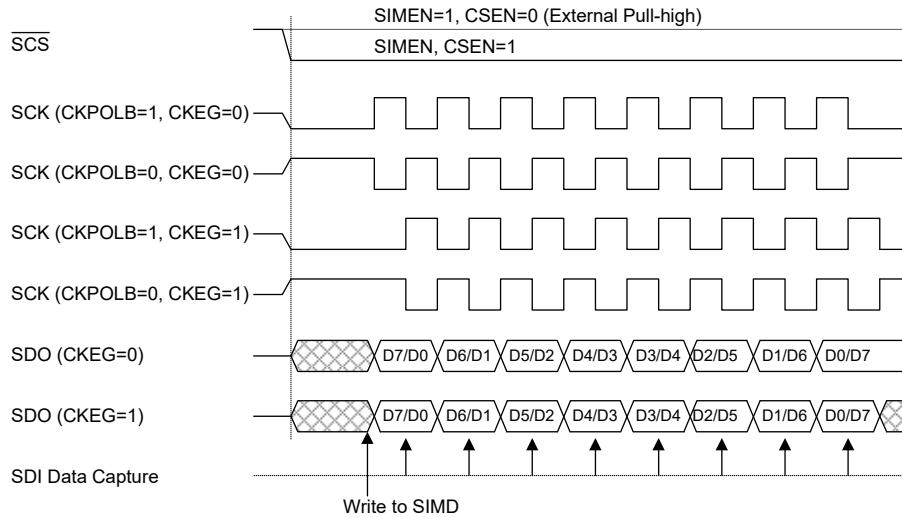 SIMEN=1, CSEN=0 (External Pull-high)
SCS
SIMEN, CSEN=1
SCK (CKPOLB=1, CKEG=0)
SCK (CKPOLB=0, CKEG=0)
SCK (CKPOLB=1, CKEG=1)
SCK (CKPOLB=0, CKEG=1)
SDO (CKEG=0) D7/D0 D6/D1 D5/D2 D4/D3 D3/D4 D2/D5 D1/D6 D0/D7
SDO (CKEG=1) D7/D0 D6/D1 D5/D2 D4/D3 D3/D4 D2/D5 D1/D6 D0/D7
SDI Data Capture
Write to SIMD